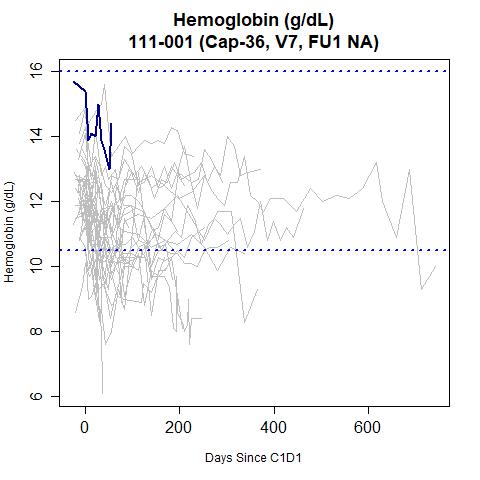 Hemoglobin (g/dL)
111-001 (Cap-36, V7, FU1 NA)
Hemoglobin (g/dL)
16
14
12
10
8
6
0
200
400
600
Days Since C1D1